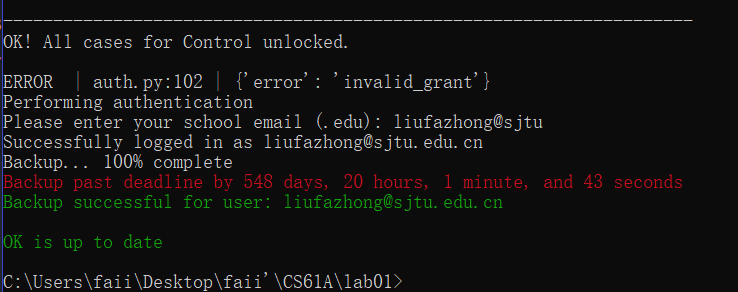 ---------------------------------------------------------------------
OK! All cases for Control unlocked.
ERROR | auth.py:102 | {'error': 'invalid_grant'}
Performing authentication
Please enter your school email (.edu): liufazhong@sjtu
Successfully logged in as liufazhong@sjtu.edu.cn
Backup... 100% complete
Backup past deadline by 548 days, 20 hours, 1 minute, and 43 seconds
Backup successful for user: liufazhong@sjtu.edu.cn
OK is up to date
C:\Users\faii\Desktop\faii'\CS61A\lab01>